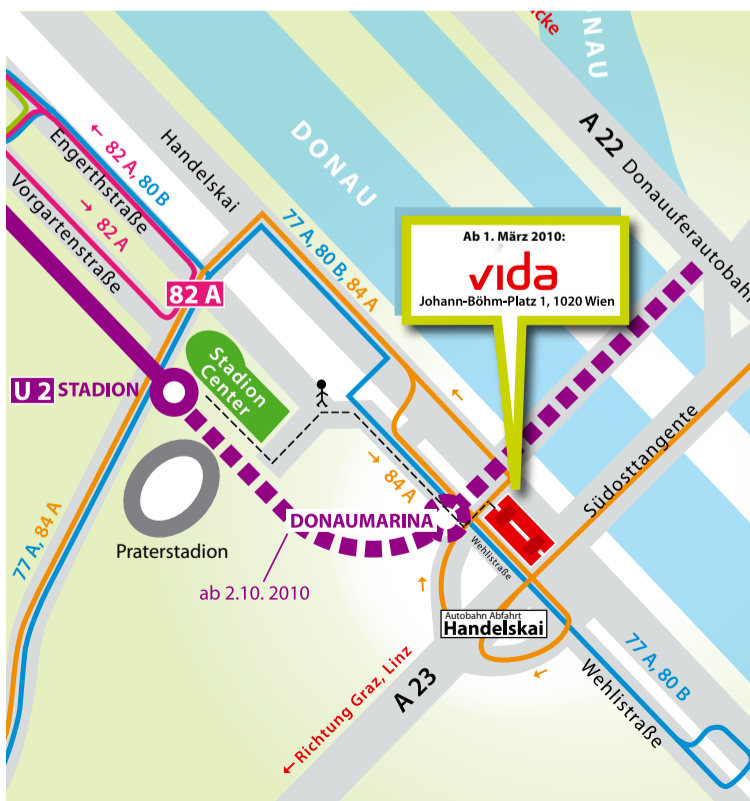 cke
DONAU
A 22 Donauuferautobahn
DONAU
Handelskai
← 82 A, 80 B
Engerthstraße
→ 82 A
Vorgartenstraße
82 A
77 A, 80 B, 84 A
Ab 1. März 2010:
vida
Johann-Böhm-Platz 1, 1020 Wien
U 2 STADION
Stadion
Center
Südosttangente
→ 84 A
DONAUMARINA
Praterstadion
77 A, 84 A
ab 2.10. 2010
Wehlistraße
Autobahn Abfahrt
Handelskai
77 A, 80 B
Wehlistraße
A 23
← Richtung Graz, Linz